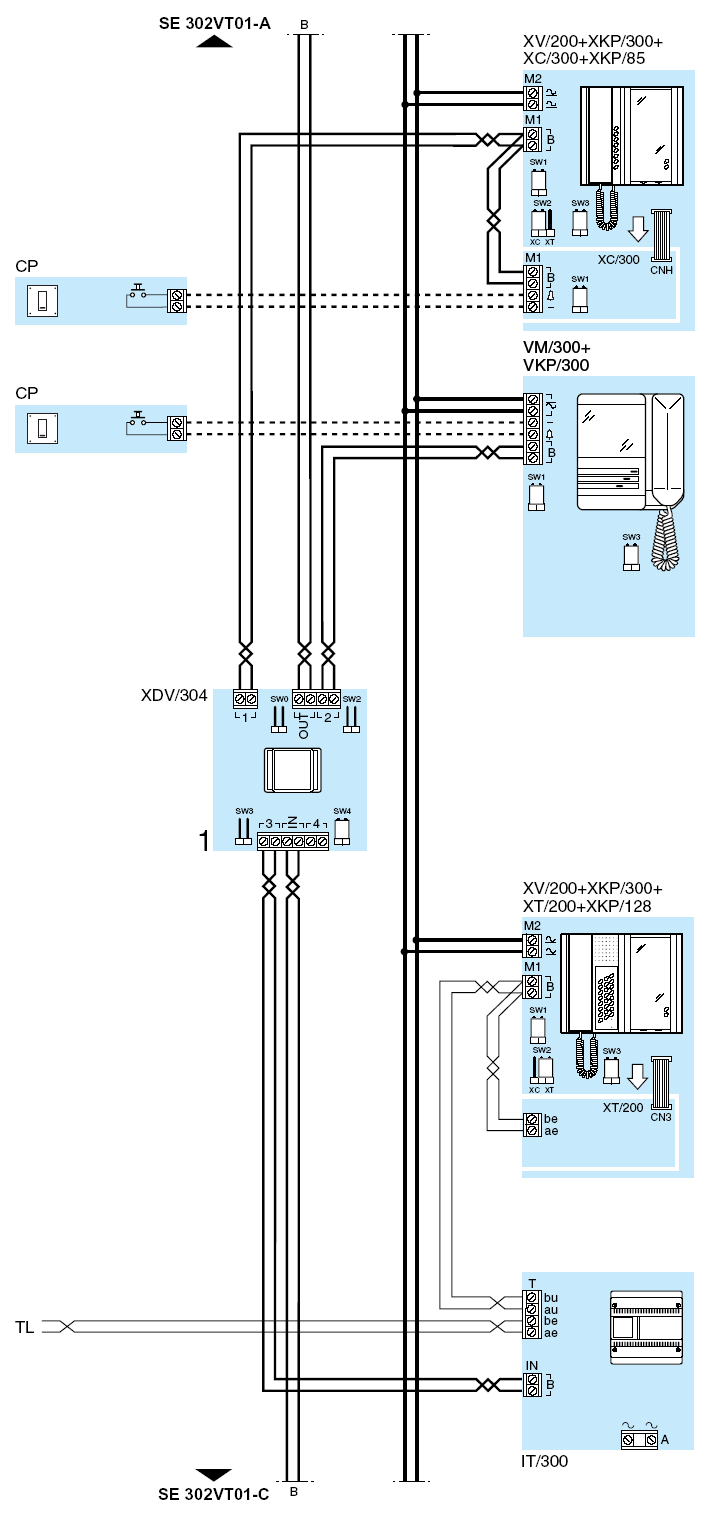 SE 302VT01-A
B
XV/200+XKP/300+
XC/300+XKP/85
M2
M1
B
SW1
SW2
SW3
XC XT
XC/300
CNH
M1
B
SW1
CP
VM/300+
VKP/300
CP
B
SW1
SW3
XDV/304
SW0
SW2
1
OUT
2
SW3
SW4
3
IN
4
1
XV/200+XKP/300+
XT/200+XKP/128
M2
M1
B
SW1
SW2
SW3
XC XT
XT/200
CN3
be
ae
T
bu
au
be
ae
TL
IN
B
A
IT/300
SE 302VT01-C
B